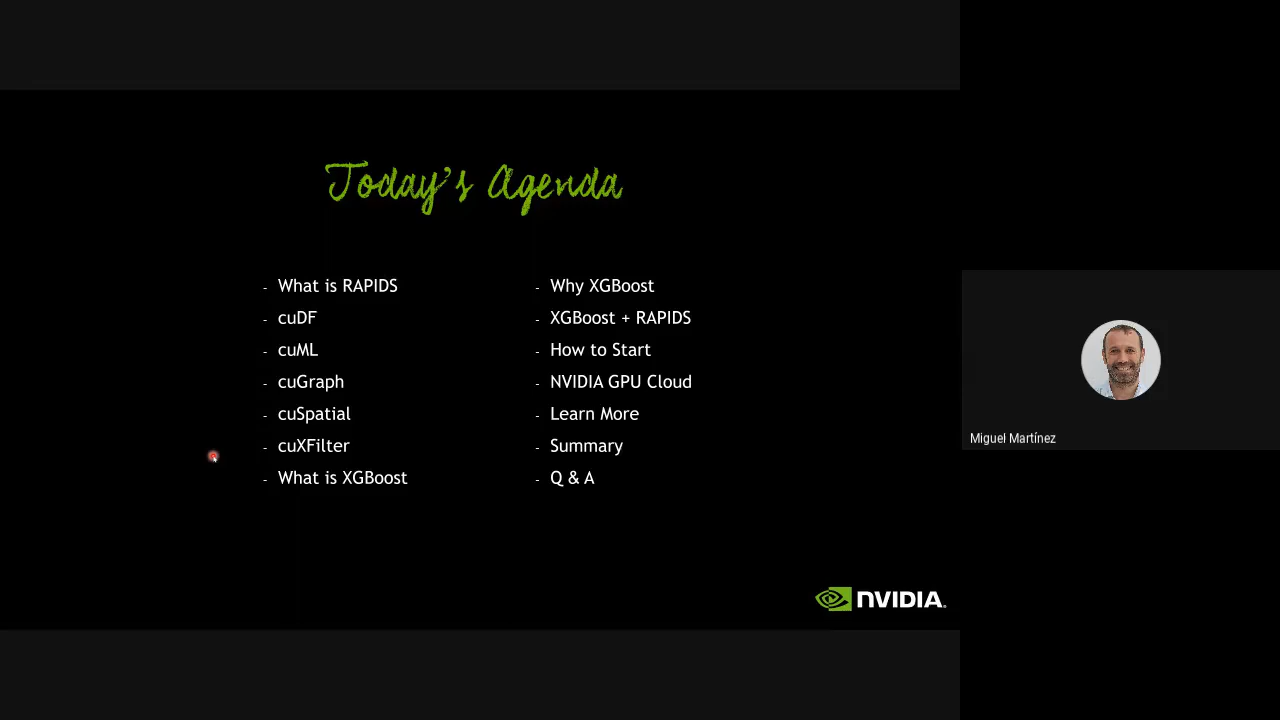 Today's Agenda
- What is RAPIDS
- cuDF
- cuML
- cuGraph
- cuSpatial
- cuXFilter
- What is XGBoost
- Why XGBoost
- XGBoost + RAPIDS
- How to Start
- NVIDIA GPU Cloud
- Learn More
- Summary
- Q & A
NVIDIA.
Miguel Martínez